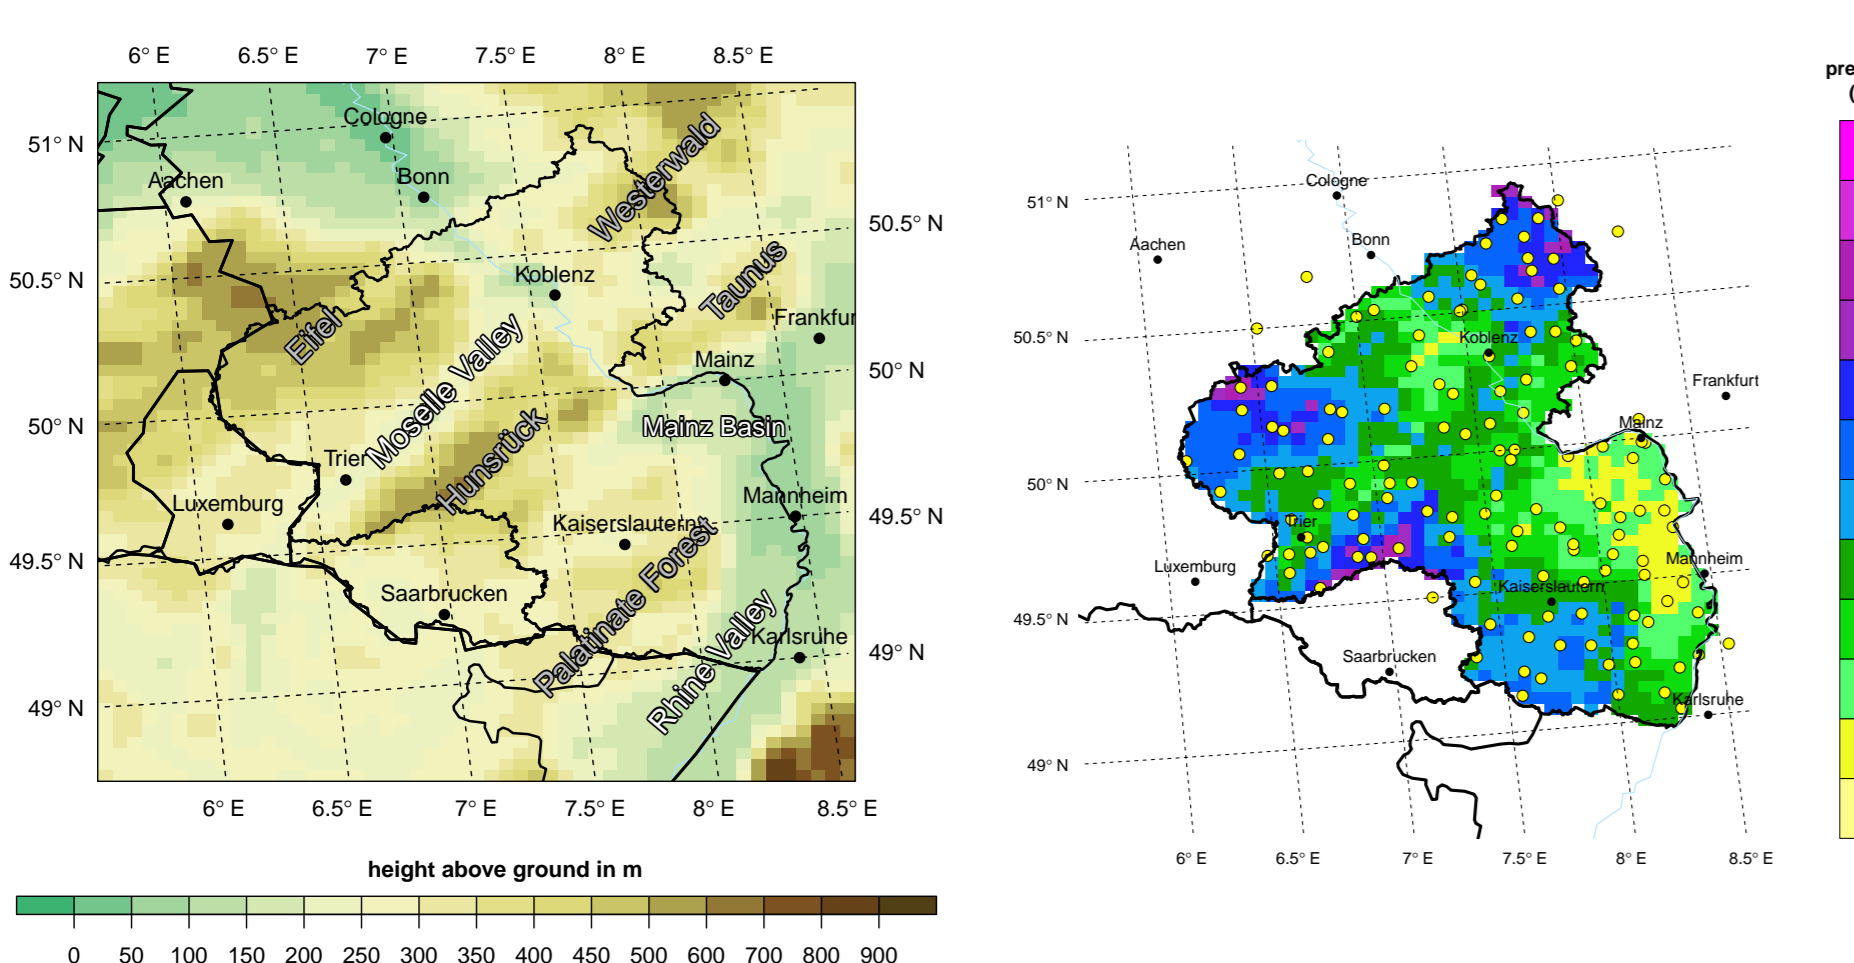 6° E 6.5° E 7° E 7.5° E 8° E 8.5° E
51° N
50.5° N
50° N
49.5° N
49° N
50.5° N
50° N
49.5° N
49° N
Cologne
Aachen
Bonn
Westerwald
Koblenz
Taunus
Frankfur
Eifel
Moselle Valley
Mainz
Mainz Basin
Hunsrück
Trier
Luxemburg
Mannheim
Kaiserslautern
Saarbrucken
Palatinate Forest
Rhine Valley
Karlsruhe
6° E 6.5° E 7° E 7.5° E 8° E 8.5° E
height above ground in m
0 50 100 150 200 250 300 350 400 450 500 600 700 800 900
pre
(
51° N
50.5° N
50° N
49.5° N
49° N
Cologne
Aachen
Bonn
Koblenz
Frankfurt
Mainz
Trier
Luxemburg
Mannheim
Kaiserslautern
Saarbrucken
Karlsruhe
6° E 6.5° E 7° E 7.5° E 8° E 8.5° E